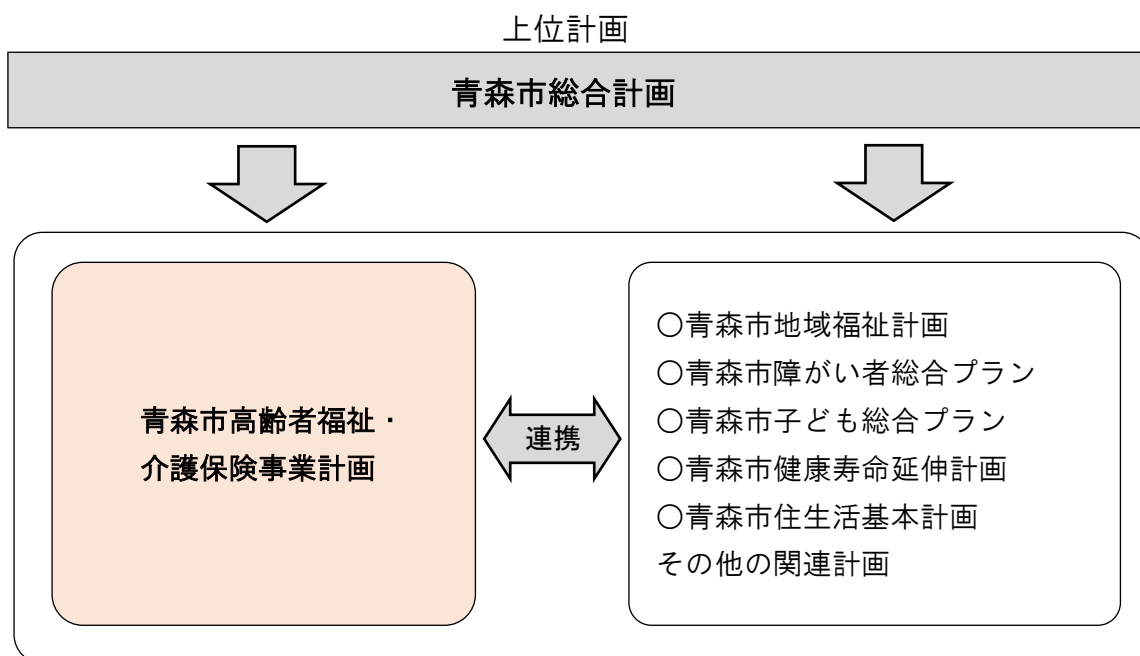 上位計画
青森市総合計画
青森市高齢者福祉・
介護保険事業計画
連携
○青森市地域福祉計画
○青森市障がい者総合プラン
○青森市子ども総合プラン
○青森市健康寿命延伸計画
○青森市住生活基本計画
その他の関連計画